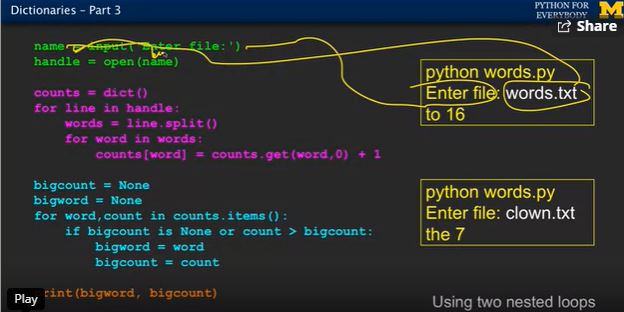 Dictionaries - Part 3
PYTHON FOR
EVERYBODY
M
Share
name = input('Enter file:')
handle = open(name)
counts = dict()
for line in handle:
words = line.split()
for word in words:
counts[word] = counts.get(word,0) + 1
bigcount = None
bigword = None
for word,count in counts.items():
if bigcount is None or count > bigcount:
bigword = word
bigcount = count
print(bigword, bigcount)
python words.py
Enter file: words.txt
to 16
python words.py
Enter file: clown.txt
the 7
Play
Using two nested loops